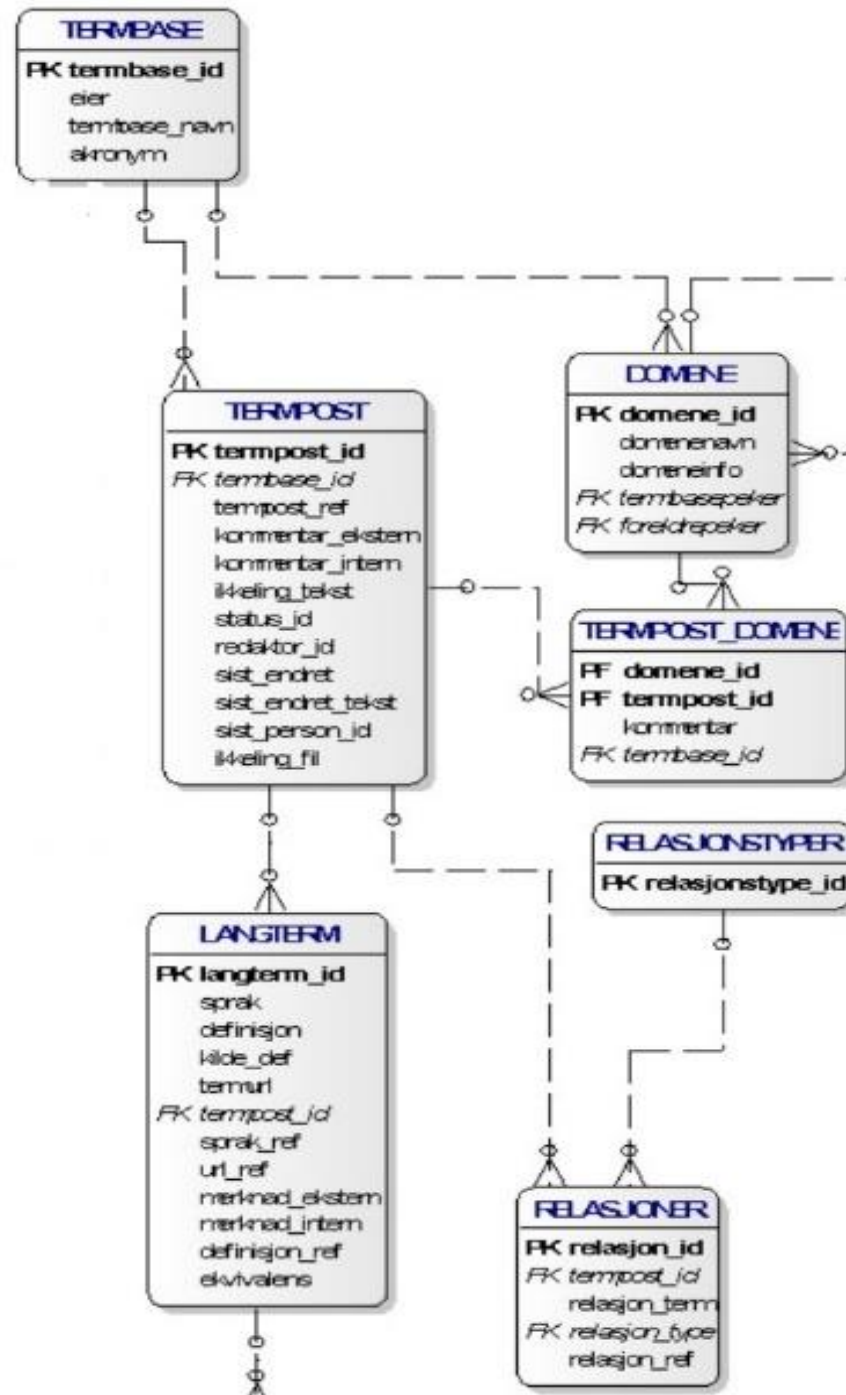 TERMBASE
PK termbase_id
eier
termbase_navn
akronym
DOMENE
PK domene_id
domenenavn
domeneinfo
FK termbasepeker
FK foreldrepeker
TERMPOST
PK termpost_id
FK termbase_id
termpost_ref
kommentar_ekstern
kommentar_intern
ikkeling_tekst
status_id
redaktor_id
sist_endret
sist_endret_tekst
sist_person_id
ikkeling_fil
TERMPOST_DOMENE
PF domene_id
PF termpost_id
kommentar
FK termbase_id
RELASJONSTYPER
PK relasjonstype_id
LANGTERM
PK langterm_id
sprak
definisjon
kilde_def
termurl
FK termpost_id
sprak_ref
url_ref
merknad_ekstern
merknad_intern
definisjon_ref
ekvivalens
RELASJONER
PK relasjon_id
FK termpost_id
relasjon_term
FK relasjon_type
relasjon_ref